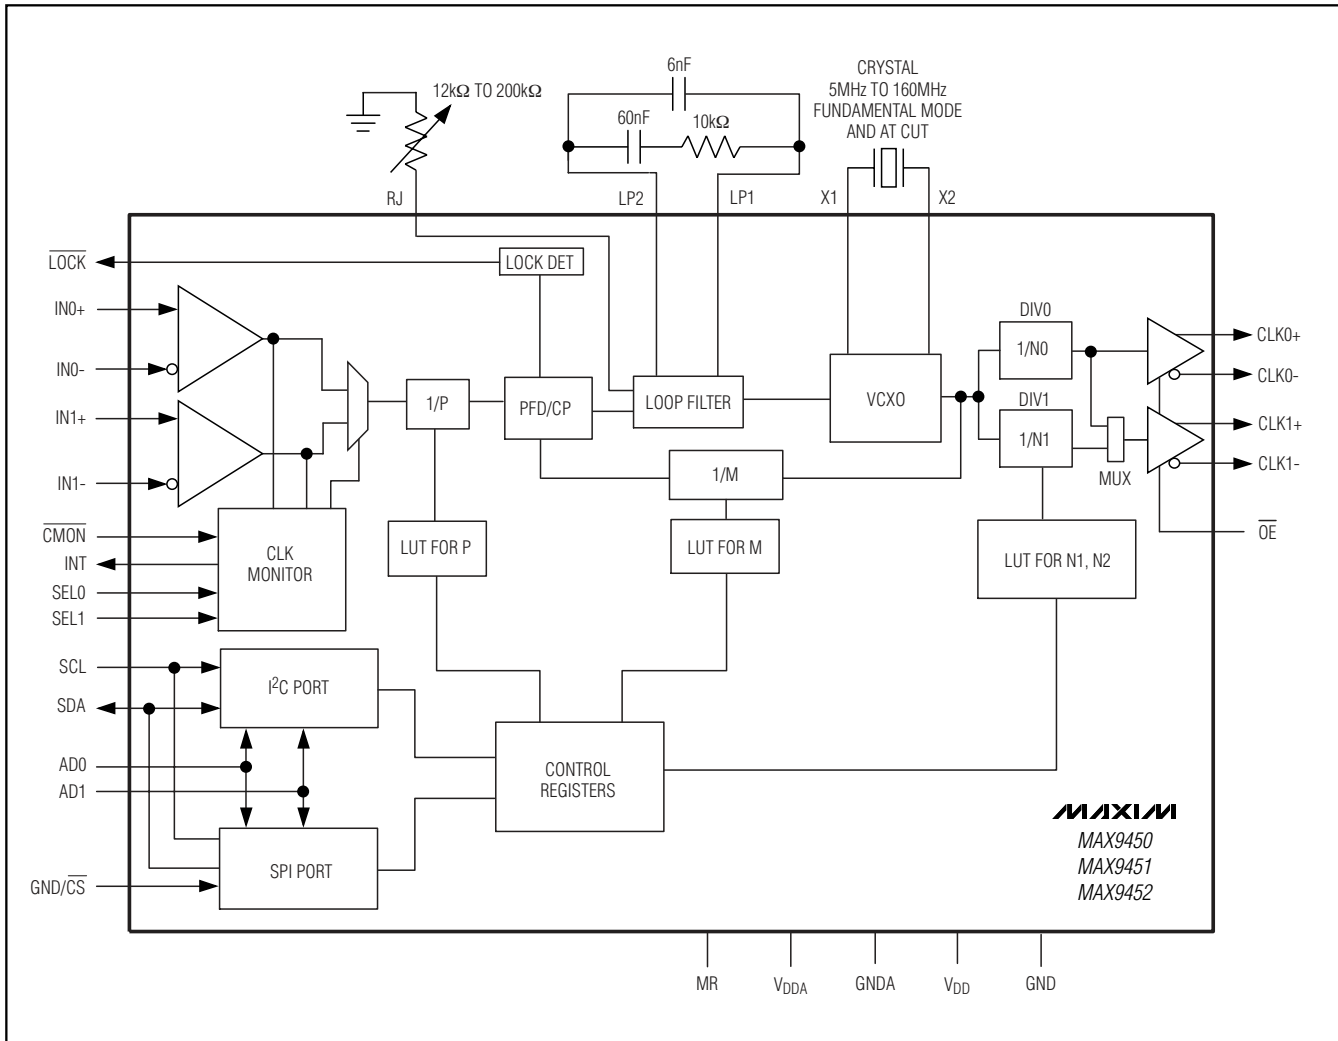 6nF
CRYSTAL
5MHz TO 160MHz
FUNDAMENTAL MODE
AND AT CUT
12kΩ TO 200kΩ
60nF
10kΩ
RJ
LP2
LP1
X1
X2
LOCK
LOCK DET
IN0+
DIV0
CLK0+
1/N0
IN0-
CLK0-
1/P
PFD/CP
LOOP FILTER
VCXO
IN1+
DIV1
CLK1+
1/N1
CLK1-
IN1-
1/M
MUX
CMON
OE
INT
CLK
MONITOR
LUT FOR P
LUT FOR M
LUT FOR N1, N2
SEL0
SEL1
SCL
I2C PORT
SDA
AD0
CONTROL
REGISTERS
AD1
MAXIM
MAX9450
MAX9451
MAX9452
SPI PORT
GND/CS
MR
VDDA
GNDA
VDD
GND